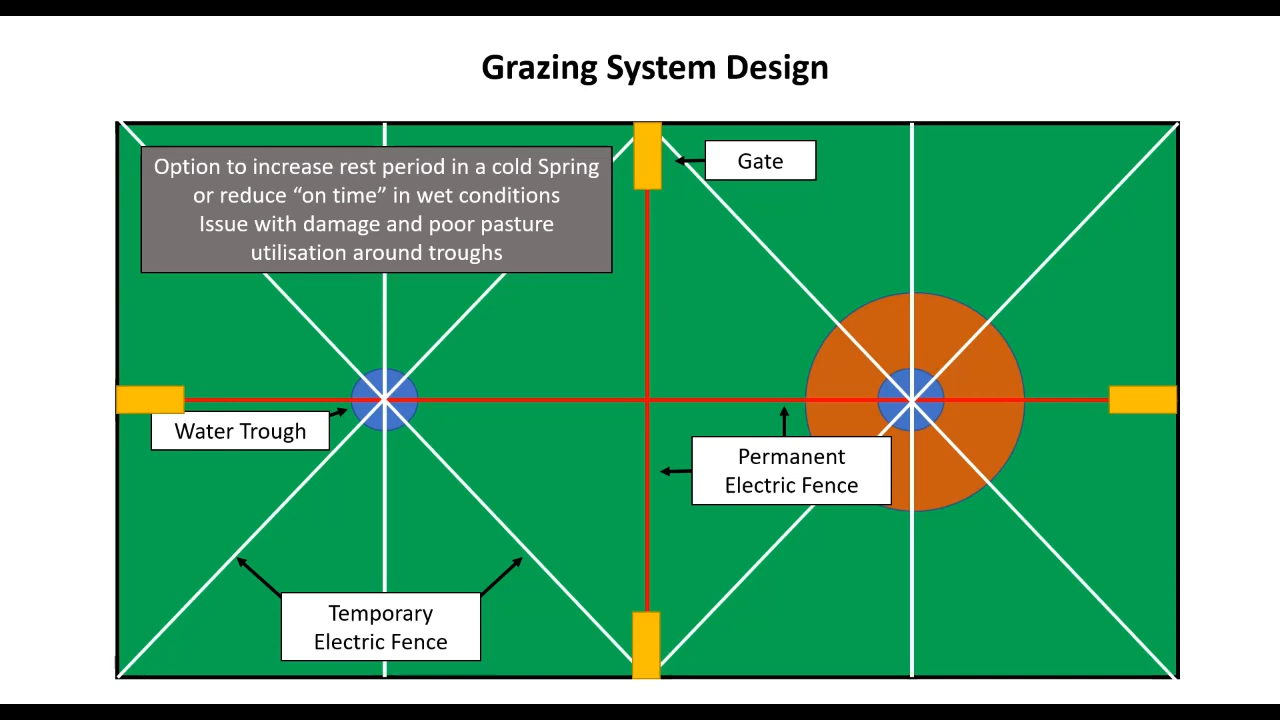 Grazing System Design
Option to increase rest period in a cold Spring
or reduce “on time” in wet conditions
Issue with damage and poor pasture
utilisation around troughs
Gate
Water Trough
Permanent
Electric Fence
Temporary
Electric Fence